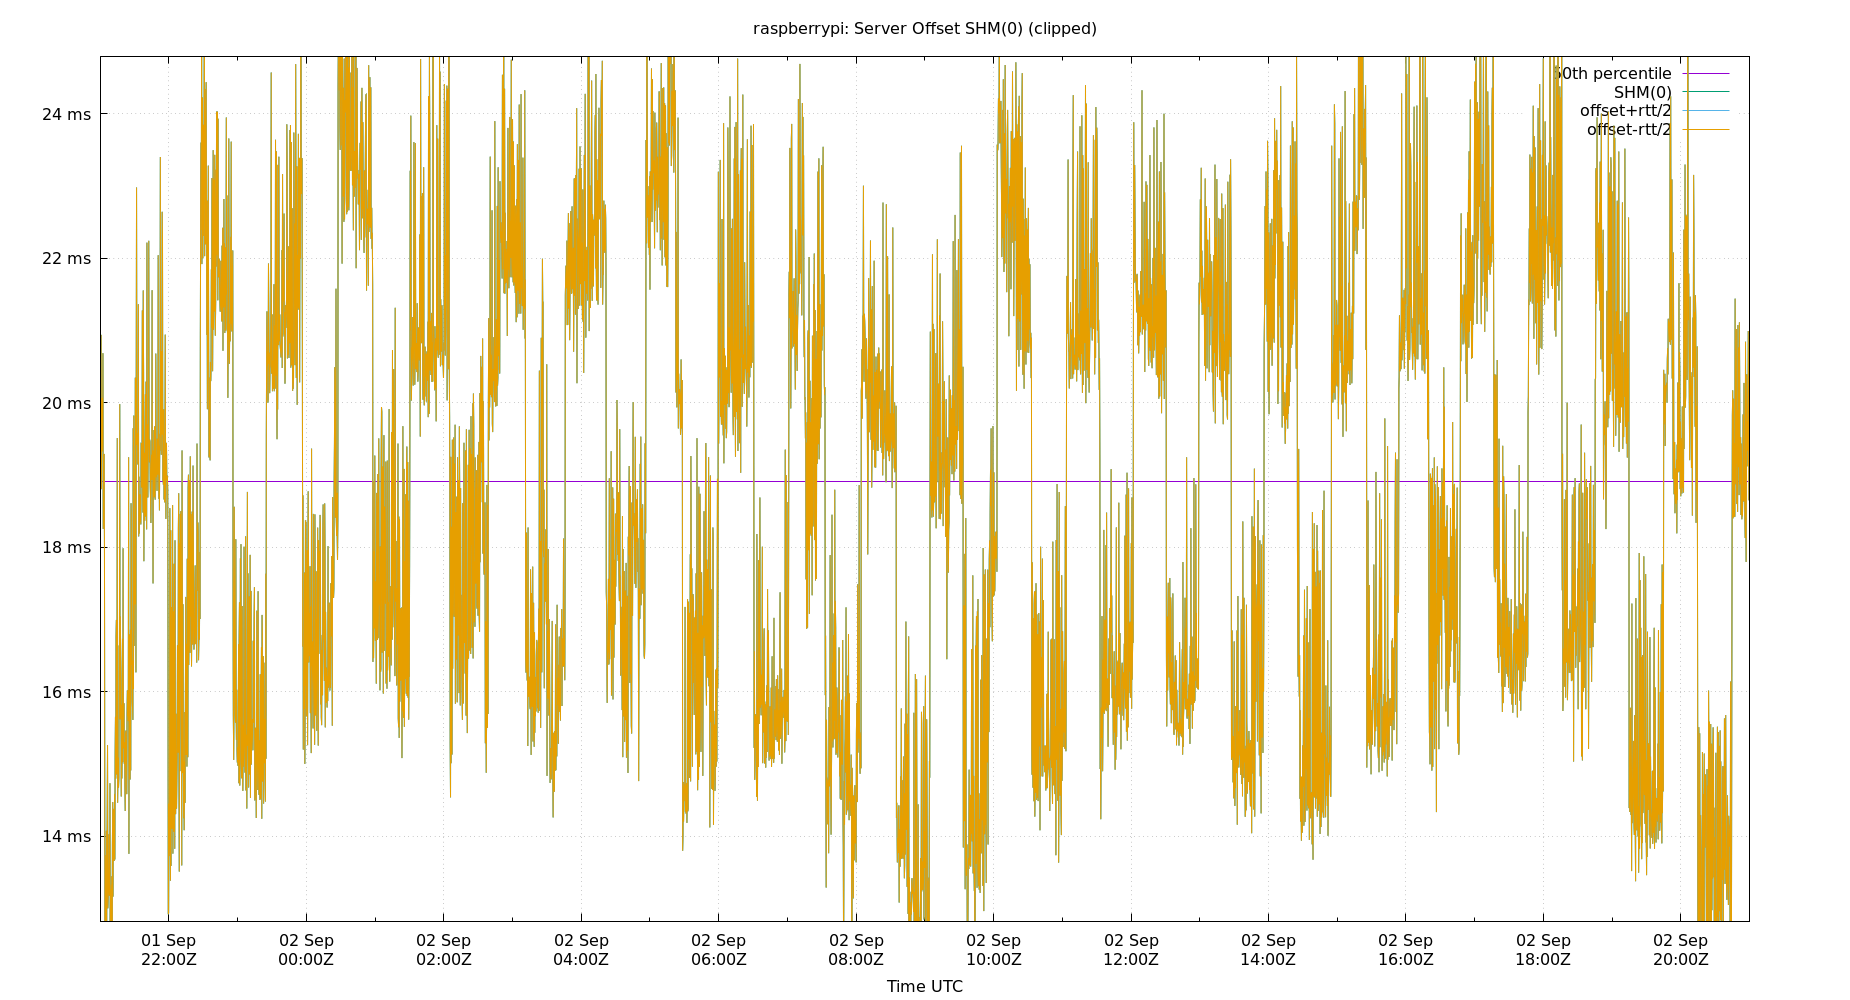 raspberrypi: Server Offset SHM(0) (clipped)
50th percentile
SHM(0)
offset+rtt/2
offset-rtt/2
24 ms
22 ms
20 ms
18 ms
16 ms
14 ms
01 Sep 02 Sep 02 Sep 02 Sep 02 Sep 02 Sep 02 Sep 02 Sep 02 Sep 02 Sep 02 Sep 02 Sep
22:00Z 00:00Z 02:00Z 04:00Z 06:00Z 08:00Z 10:00Z 12:00Z 14:00Z 16:00Z 18:00Z 20:00Z
Time UTC